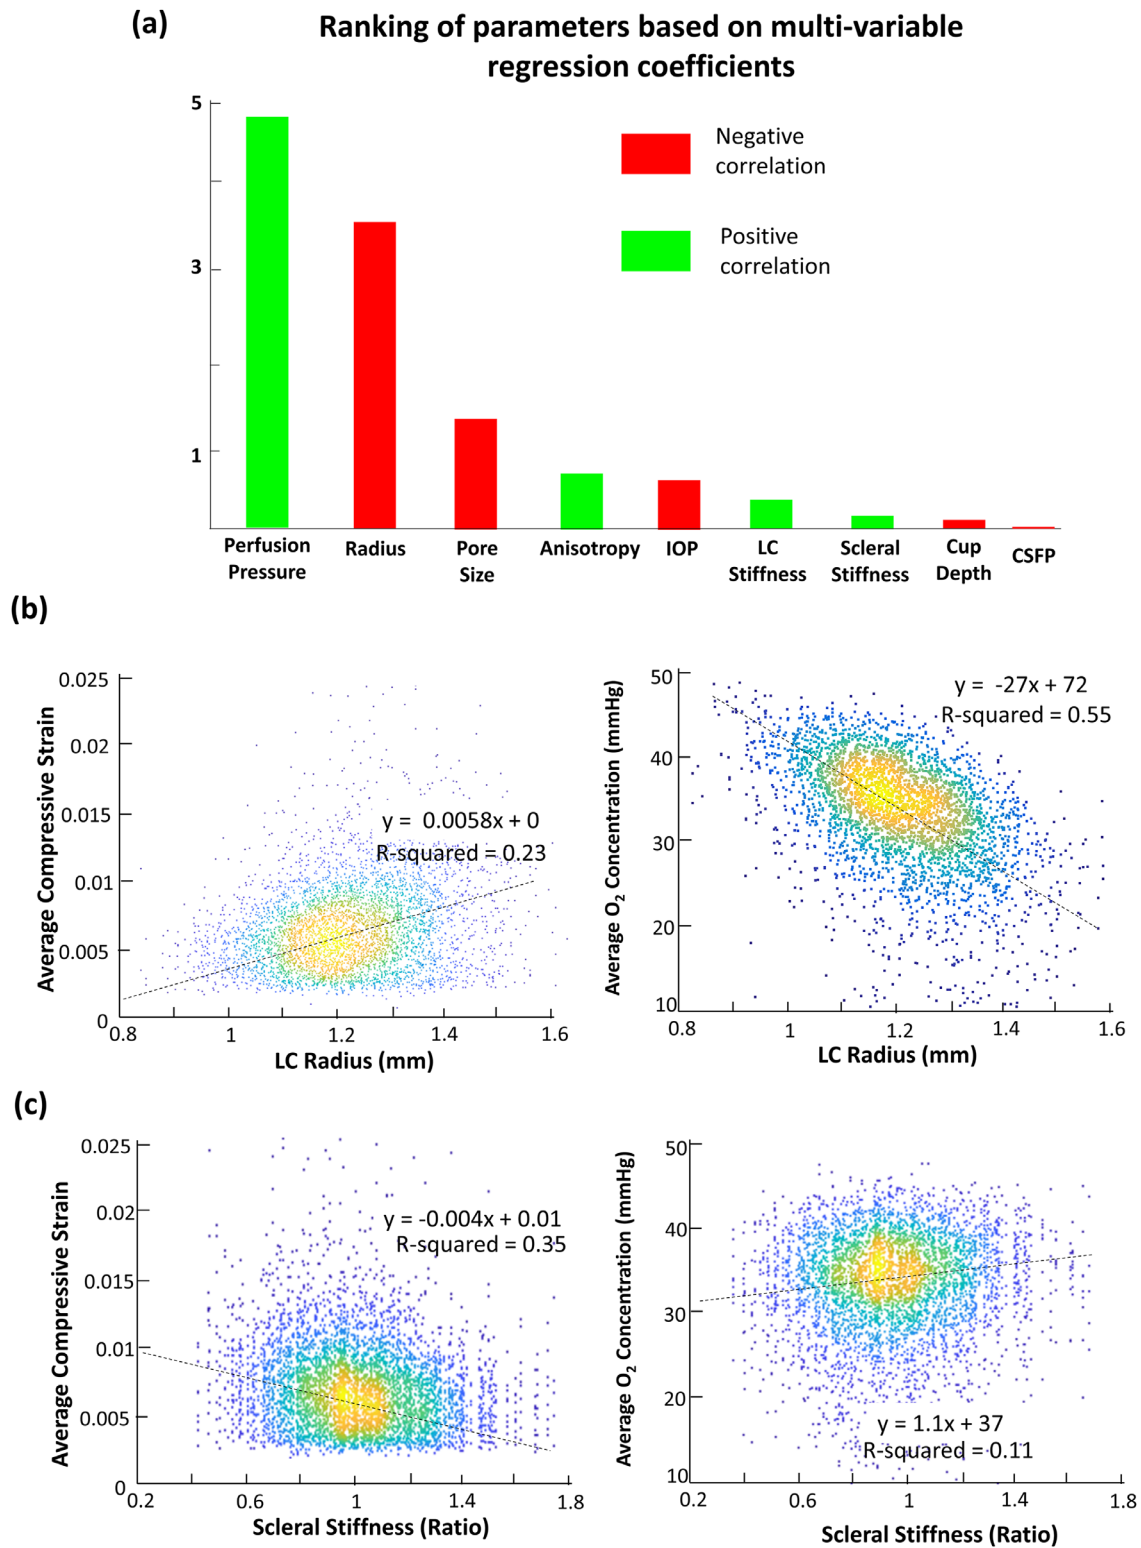 (a)
Ranking of parameters based on multi-variable
regression coefficients
5
3
1
Negative
correlation
Positive
correlation
Perfusion
Pressure
Radius
Pore
Size
Anisotropy
IOP
LC
Stiffness
Scleral
Stiffness
Cup
Depth
CSFP
(b)
Average Compressive Strain
0.025
0.02
0.015
0.01
0.005
0
y = 0.0058x + 0
R-squared = 0.23
0.8 1 1.2 1.4 1.6
LC Radius (mm)
Average O2 Concentration (mmHg)
50
40
30
20
10
y = -27x + 72
R-squared = 0.55
0.8 1 1.2 1.4 1.6
LC Radius (mm)
(c)
Average Compressive Strain
0.025
0.02
0.015
0.01
0.005
0
y = -0.004x + 0.01
R-squared = 0.35
0.2 0.6 1 1.4 1.8
Scleral Stiffness (Ratio)
Average O2 Concentration (mmHg)
50
40
30
20
10
y = 1.1x + 37
R-squared = 0.11
0.2 0.6 1 1.4 1.8
Scleral Stiffness (Ratio)